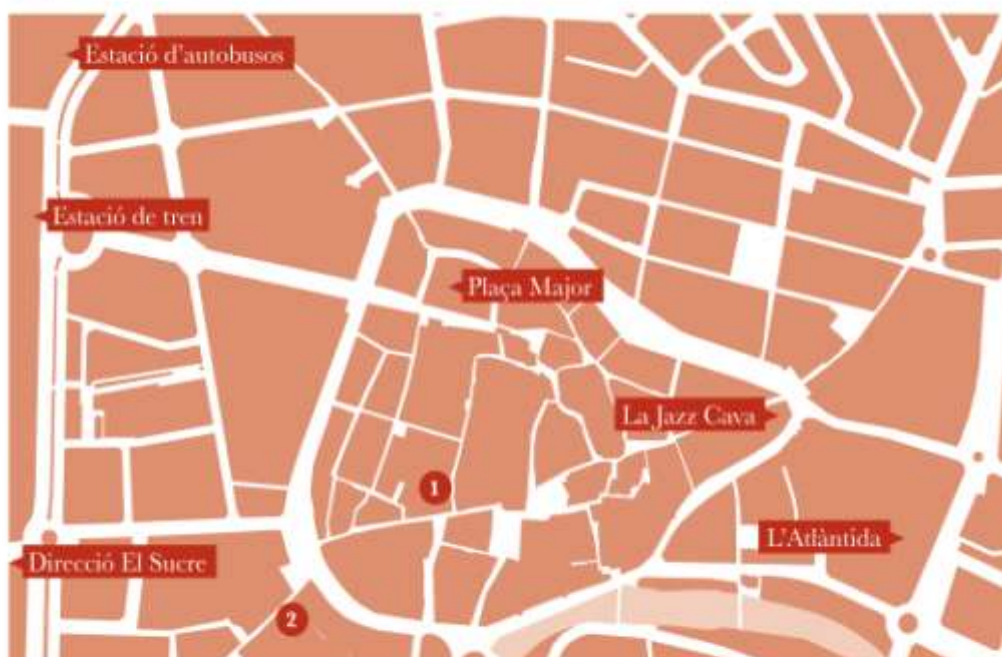 Estació d'autobusos
Estació de tren
Plaça Major
La Jazz Cava
1
L'Atlàntida
Direcció El Sucre
2